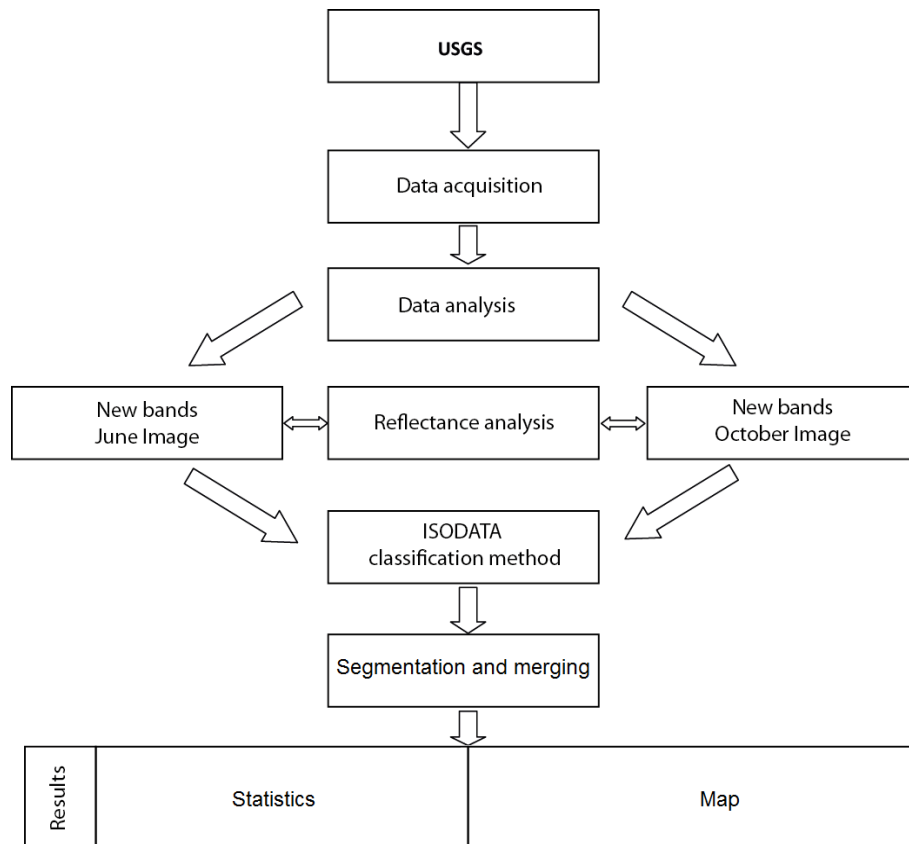 USGS
Data acquisition
Data analysis
New bands
June Image
Reflectance analysis
New bands
October Image
ISODATA
classification method
Segmentation and merging
Results
Statistics
Map